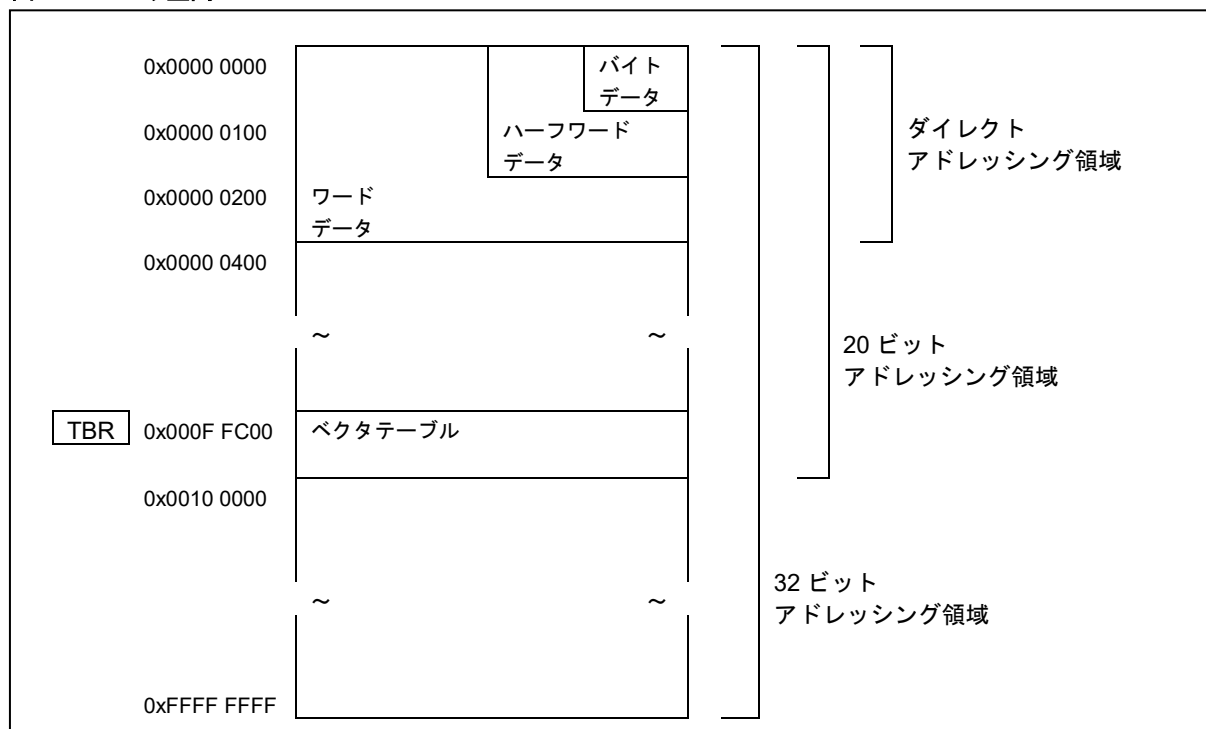 0x0000 0000
バイト
データ
0x0000 0100
ハーフワード
データ
0x0000 0200
ワード
データ
0x0000 0400
ダイレクト
アドレッシング領域
～ ～
20 ビット
アドレッシング領域
TBR 0x000F FC00 ベクタテーブル
0x0010 0000
32 ビット
アドレッシング領域
～ ～
0xFFFF FFFF